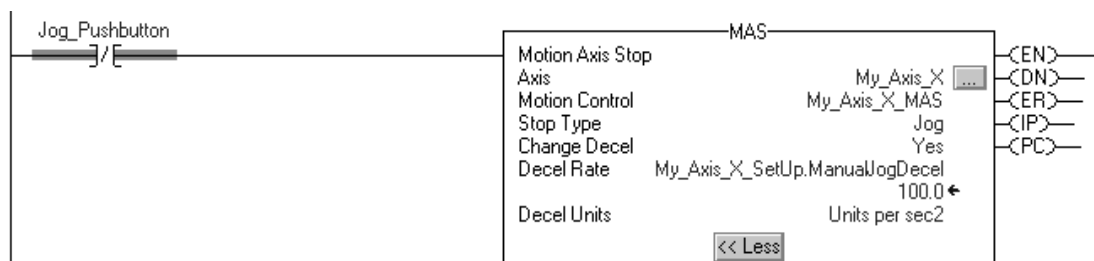 Jog_Pushbutton
MAS
Motion Axis Stop
Axis My_Axis_X ...
Motion Control My_Axis_X_MAS
Stop Type Jog
Change Decel Yes
Decel Rate My_Axis_X_SetUp.ManualJogDecel
100.0
Decel Units Units per sec2
<< Less
EN
DN
ER
IP
PC